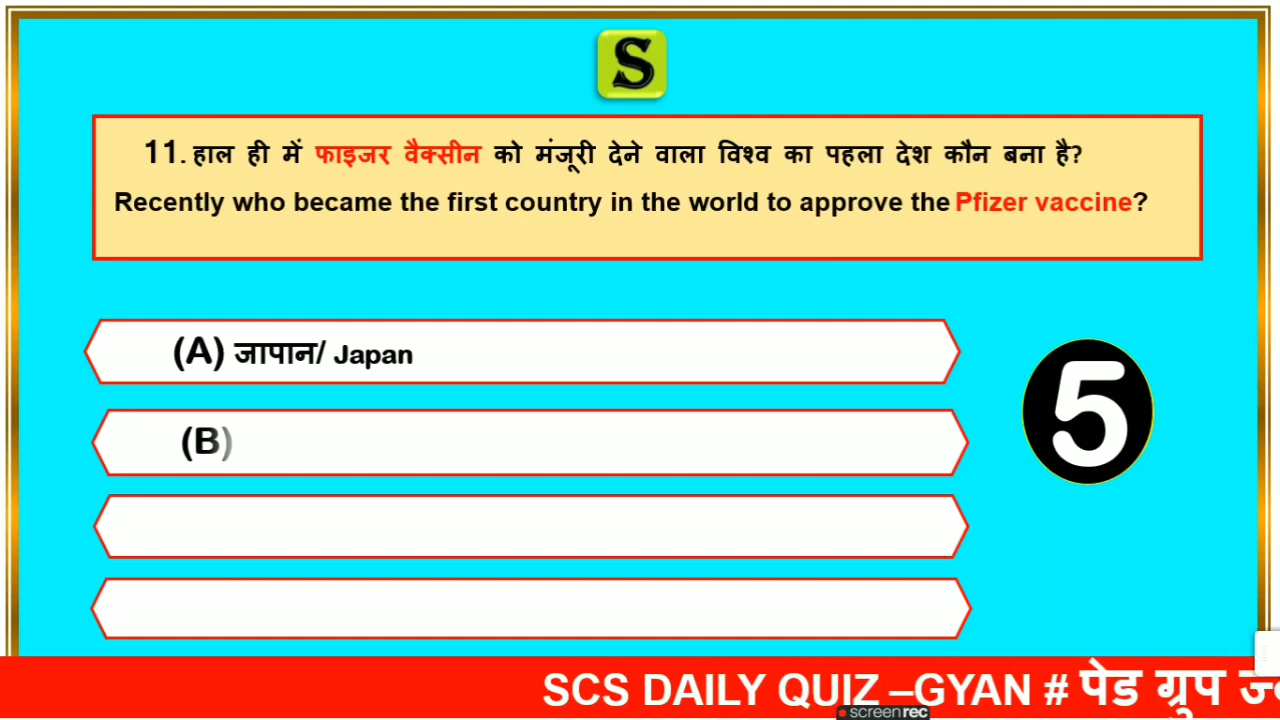 S
11. हाल ही में फाइजर वैक्सीन को मंजूरी देने वाला विश्व का पहला देश कौन बना है?
Recently who became the first country in the world to approve the Pfizer vaccine?
(A) जापान/ Japan
(B)
5
SCS DAILY QUIZ –GYAN # पेड ग्रुप
screenrec